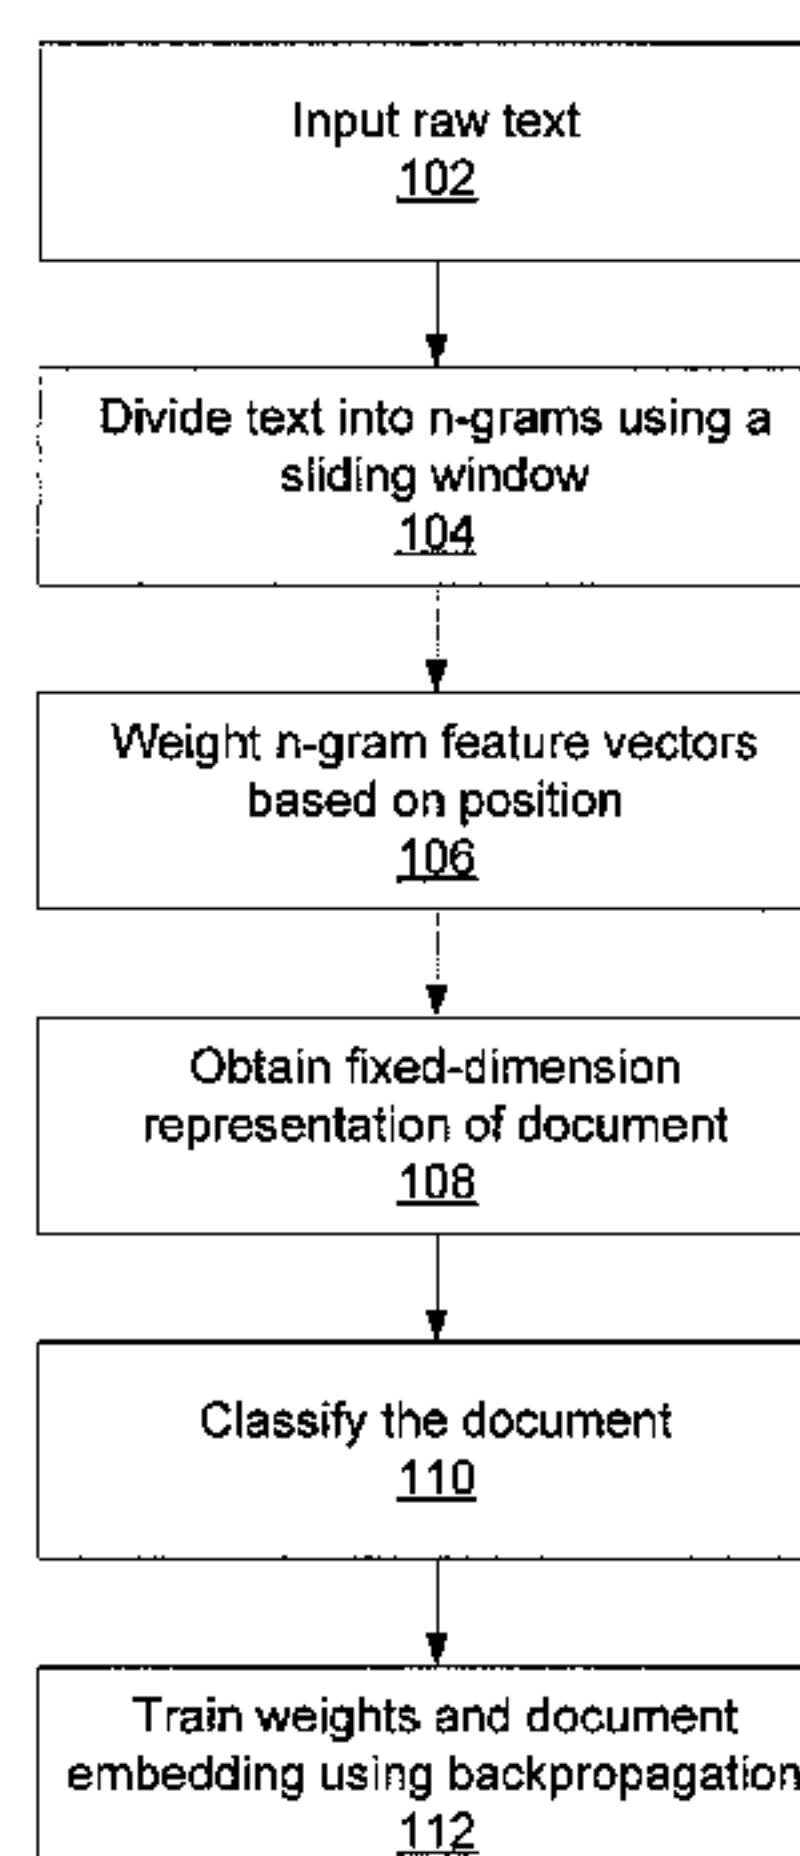 Input raw text
102
Divide text into n-grams using a
sliding window
104
Weight n-gram feature vectors
based on position
106
Obtain fixed-dimension
representation of document
108
Classify the document
110
Train weights and document
embedding using backpropagation
112